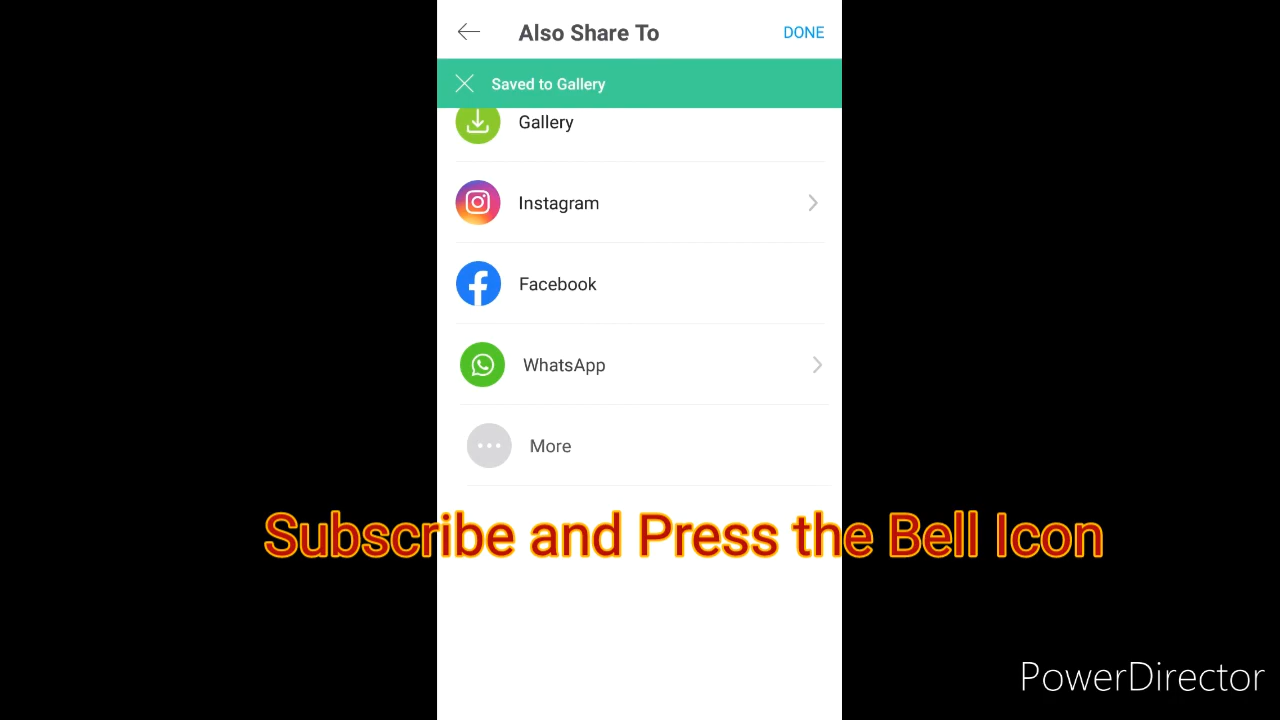 Also Share To
DONE
Saved to Gallery
Gallery
Instagram
Facebook
WhatsApp
More
Subscribe and Press the Bell Icon
PowerDirector